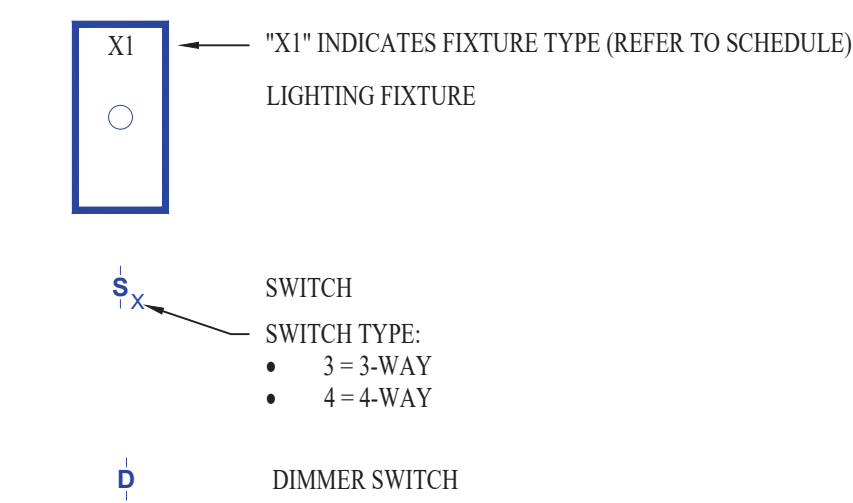 X1
"X1" INDICATES FIXTURE TYPE (REFER TO SCHEDULE)
LIGHTING FIXTURE
SX
SWITCH
SWITCH TYPE:
• 3 = 3-WAY
• 4 = 4-WAY
D
DIMMER SWITCH